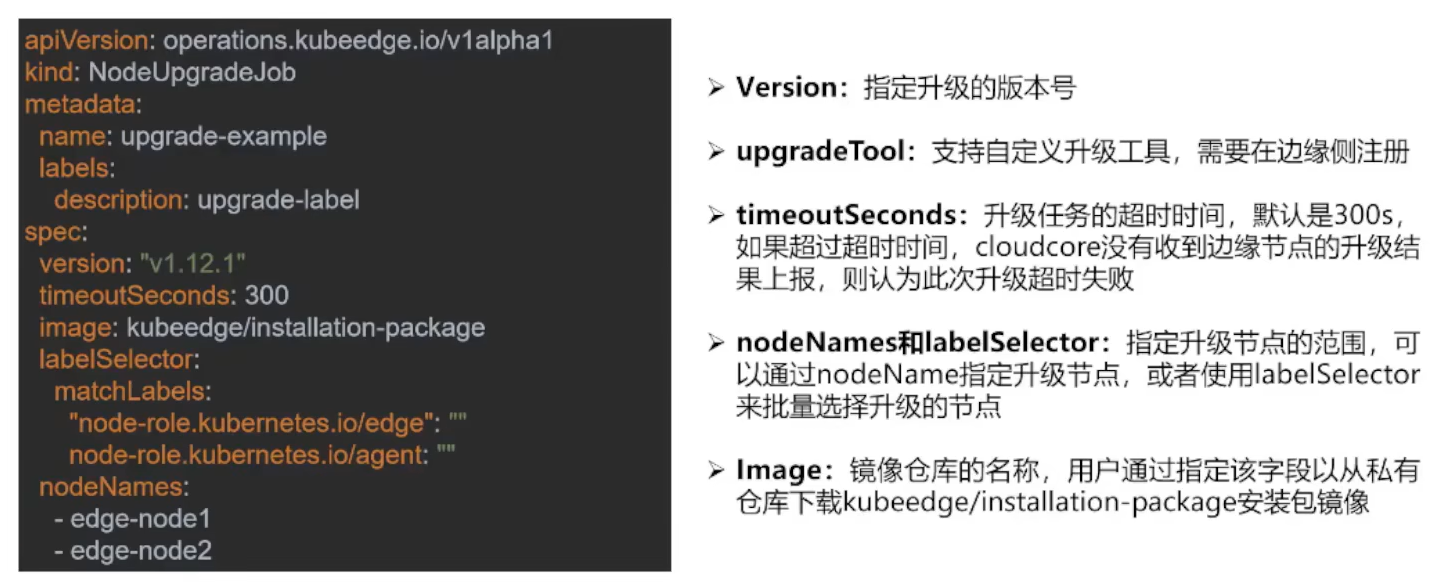 apiVersion: operations.kubeedge.io/v1alpha1
kind: NodeUpgradeJob
metadata:
  name: upgrade-example
  labels:
    description: upgrade-label
spec:
  version: "v1.12.1"
  timeoutSeconds: 300
  image: kubeedge/installation-package
  labelSelector:
    matchLabels:
      "node-role.kubernetes.io/edge": ""
      node-role.kubernetes.io/agent: ""
  nodeNames:
    - edge-node1
    - edge-node2
➢ Version：指定升级的版本号
➢ upgradeTool：支持自定义升级工具，需要在边缘侧注册
➢ timeoutSeconds：升级任务的超时时间，默认是300s，
如果超过超时时间，cloudcore没有收到边缘节点的升级结
果上报，则认为此次升级超时失败
➢ nodeNames和labelSelector：指定升级节点的范围，可
以通过nodeName指定升级节点，或者使用labelSelector
来批量选择升级的节点
➢ Image：镜像仓库的名称，用户通过指定该字段以从私有
仓库下载kubeedge/installation-package安装包镜像